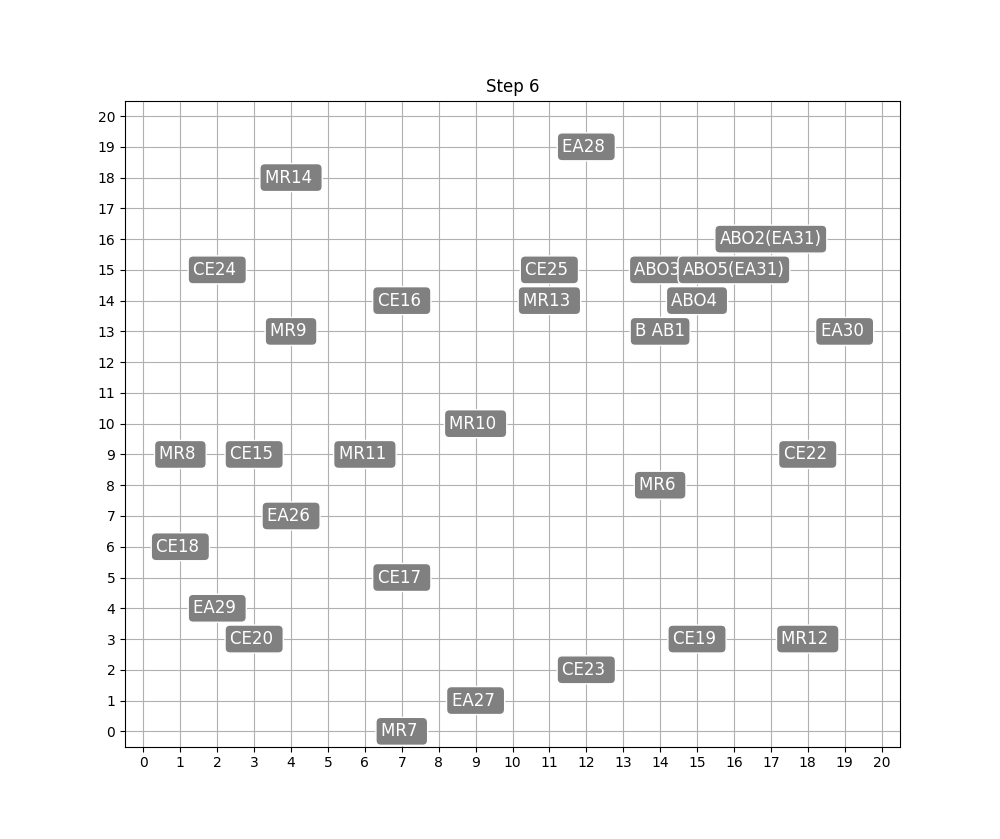 Step 6
20
19
EA28
18
MR14
17
16
ABO2(EA31)
15
CE24
CE25
ABO3
ABO5(EA31)
14
CE16
MR13
ABO4
13
MR9
B AB1
EA30
12
11
10
MR10
9
MR8
CE15
MR11
CE22
8
MR6
7
EA26
6
CE18
5
CE17
4
EA29
3
CE20
CE19
MR12
2
CE23
1
EA27
0
MR7
0 1 2 3 4 5 6 7 8 9 10 11 12 13 14 15 16 17 18 19 20